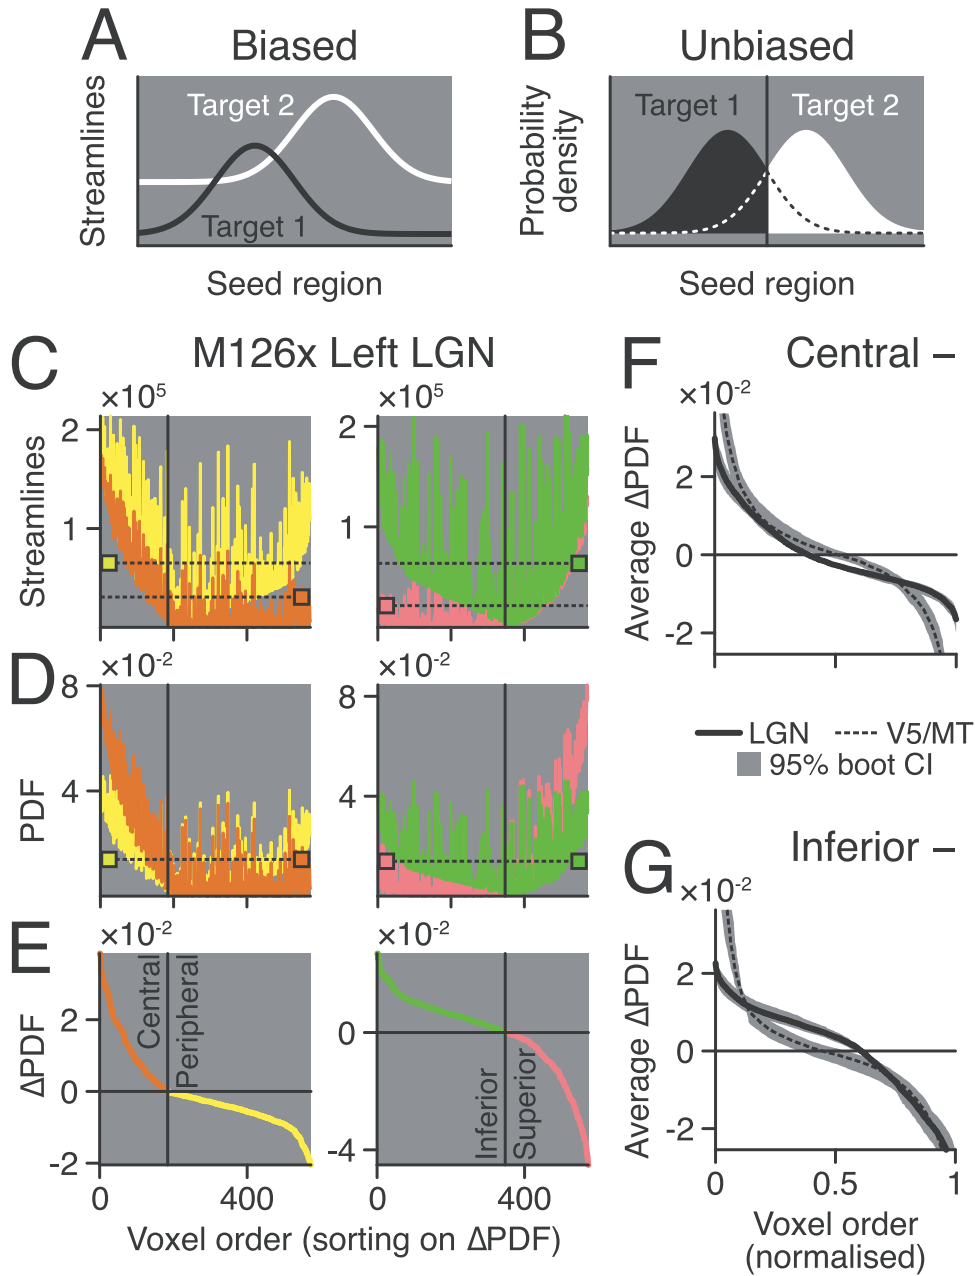 A
Biased
Streamlines
Target 2
Target 1
Seed region
B
Unbiased
Probability
density
Target 1
Target 2
Seed region
C
M126x Left LGN
×10⁵
×10⁵
Streamlines
2
1
2
1
D
×10⁻²
×10⁻²
PDF
8
4
8
4
E
×10⁻²
×10⁻²
ΔPDF
2
0
-2
Central
Peripheral
0
-4
Inferior
Superior
0
400
0
400
Voxel order (sorting on ΔPDF)
F
Central –
×10⁻²
Average ΔPDF
2
0
-2
LGN
V5/MT
95% boot CI
G
Inferior –
×10⁻²
Average ΔPDF
2
0
-2
0
0.5
1
Voxel order
(normalised)